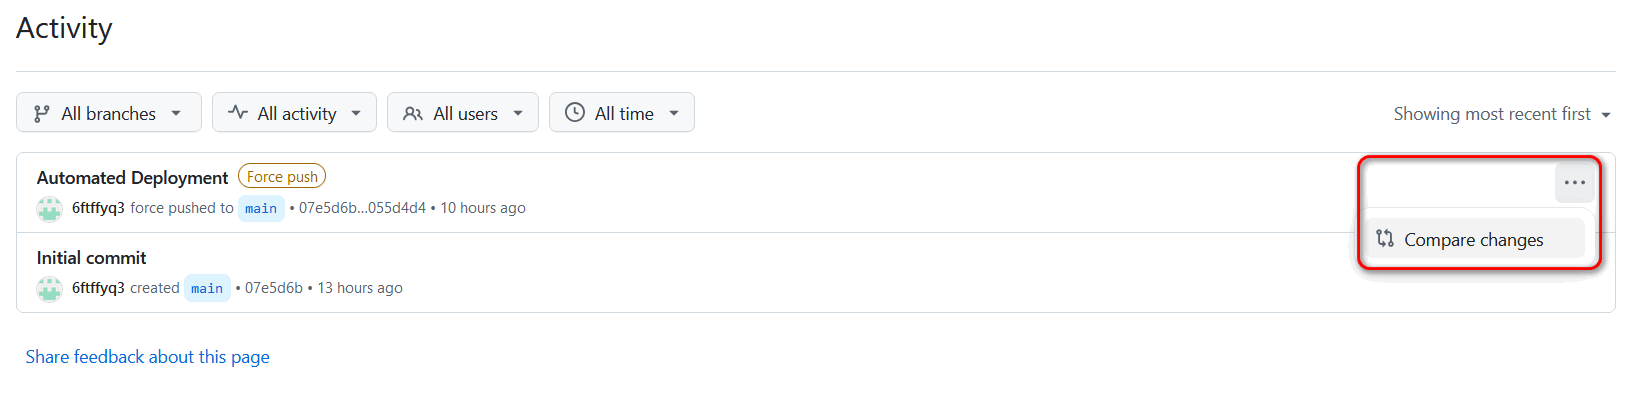 Activity
All branches All activity All users All time Showing most recent first
Automated Deployment Force push
6ftffyq3 force pushed to main • 07e5d6b...055d4d4 • 10 hours ago
Compare changes
Initial commit
6ftffyq3 created main • 07e5d6b • 13 hours ago
Share feedback about this page